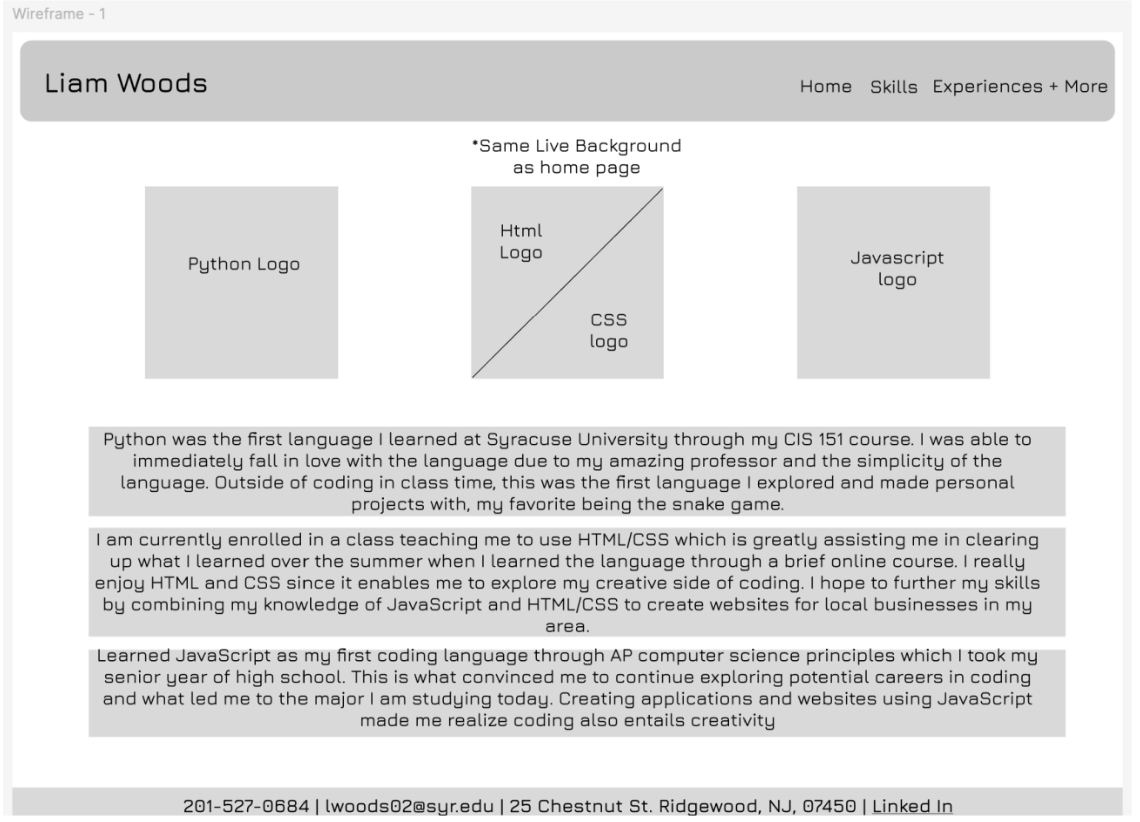 Wireframe - 1
Liam Woods
Home Skills Experiences + More
*Same Live Background
as home page
Python Logo
Html
Logo
CSS
logo
Javascript
logo
Python was the first language I learned at Syracuse University through my CIS 151 course. I was able to
immediately fall in love with the language due to my amazing professor and the simplicity of the
language. Outside of coding in class time, this was the first language I explored and made personal
projects with, my favorite being the snake game.
I am currently enrolled in a class teaching me to use HTML/CSS which is greatly assisting me in clearing
up what I learned over the summer when I learned the language through a brief online course. I really
enjoy HTML and CSS since it enables me to explore my creative side of coding. I hope to further my skills
by combining my knowledge of JavaScript and HTML/CSS to create websites for local businesses in my
area.
Learned JavaScript as my first coding language through AP computer science principles which I took my
senior year of high school. This is what convinced me to continue exploring potential careers in coding
and what led me to the major I am studying today. Creating applications and websites using JavaScript
made me realize coding also entails creativity
201-527-0684 | lwoods02@syr.edu | 25 Chestnut St. Ridgewood, NJ, 07450 | Linked In